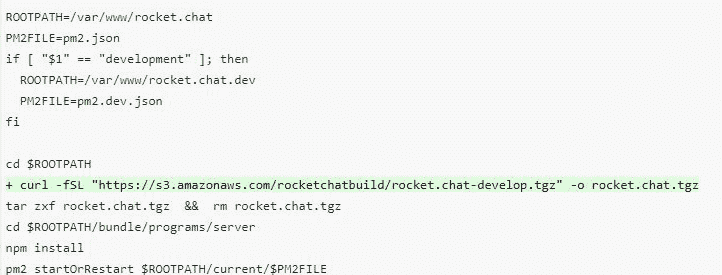 ROOTPATH=/var/www/rocket.chat
PM2FILE=pm2.json
if [ "$1" == "development" ]; then
ROOTPATH=/var/www/rocket.chat.dev
PM2FILE=pm2.dev.json
fi
cd $ROOTPATH
+ curl -fSL "https://s3.amazonaws.com/rocketchatbuild/rocket.chat-develop.tgz" -o rocket.chat.tgz
tar zxf rocket.chat.tgz && rm rocket.chat.tgz
cd $ROOTPATH/bundle/programs/server
npm install
pm2 startOrRestart $ROOTPATH/current/$PM2FILE